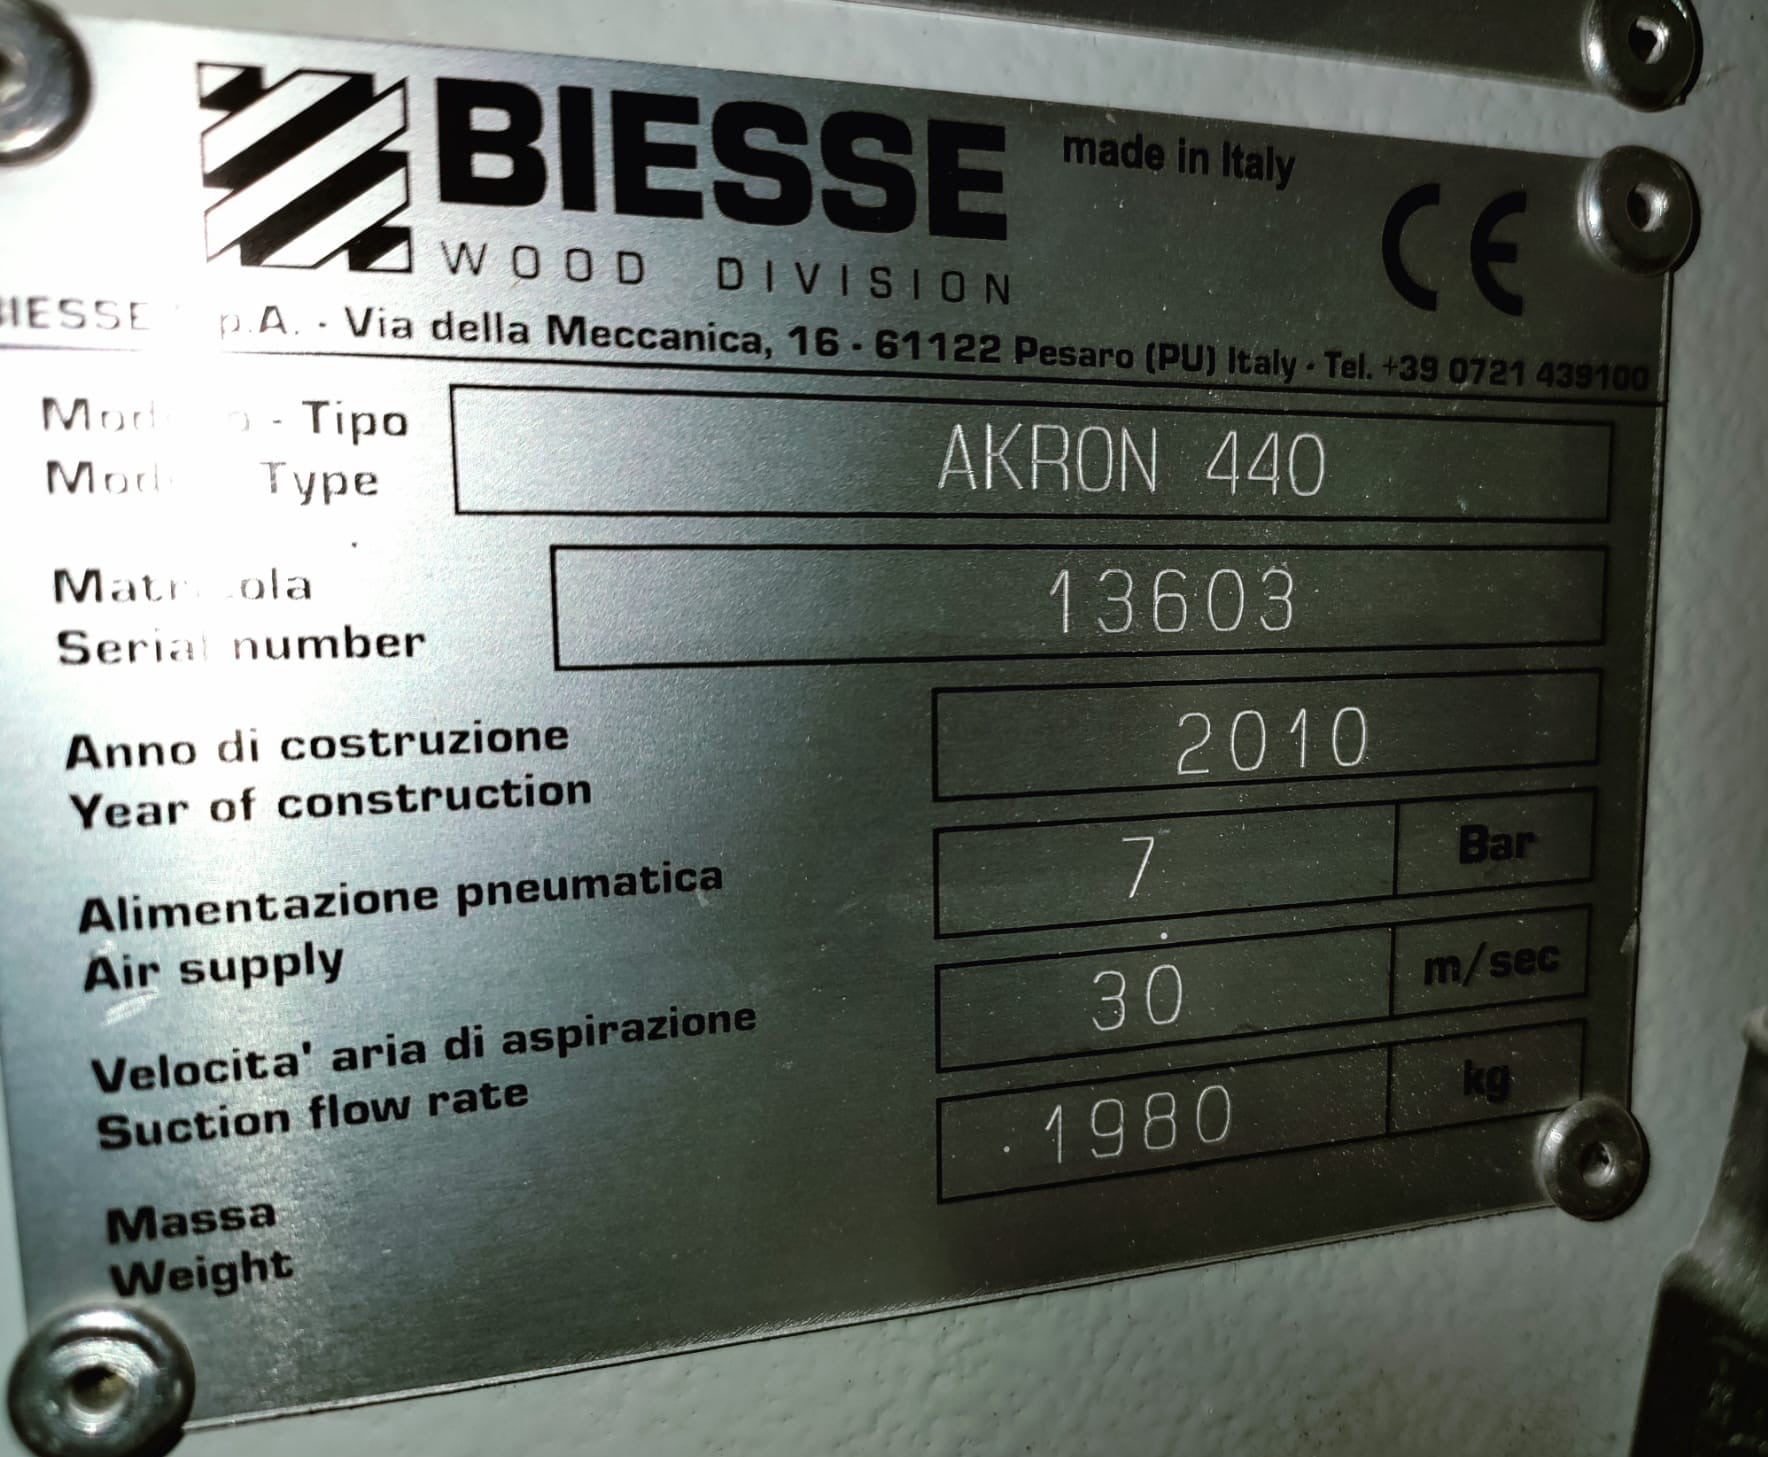 BIESSE made in Italy CE
WOOD DIVISION
BIESSE p.A. · Via della Meccanica, 16 - 61122 Pesaro (PU) Italy · Tel. +39 0721 439100
- Tipo AKRON 440
Type
Matricola 13603
Serial number
Anno di costruzione 2010
Year of construction
Alimentazione pneumatica 7 Bar
Air supply
Velocita' aria di aspirazione 30 m/sec
Suction flow rate
Massa 1980 kg
Weight